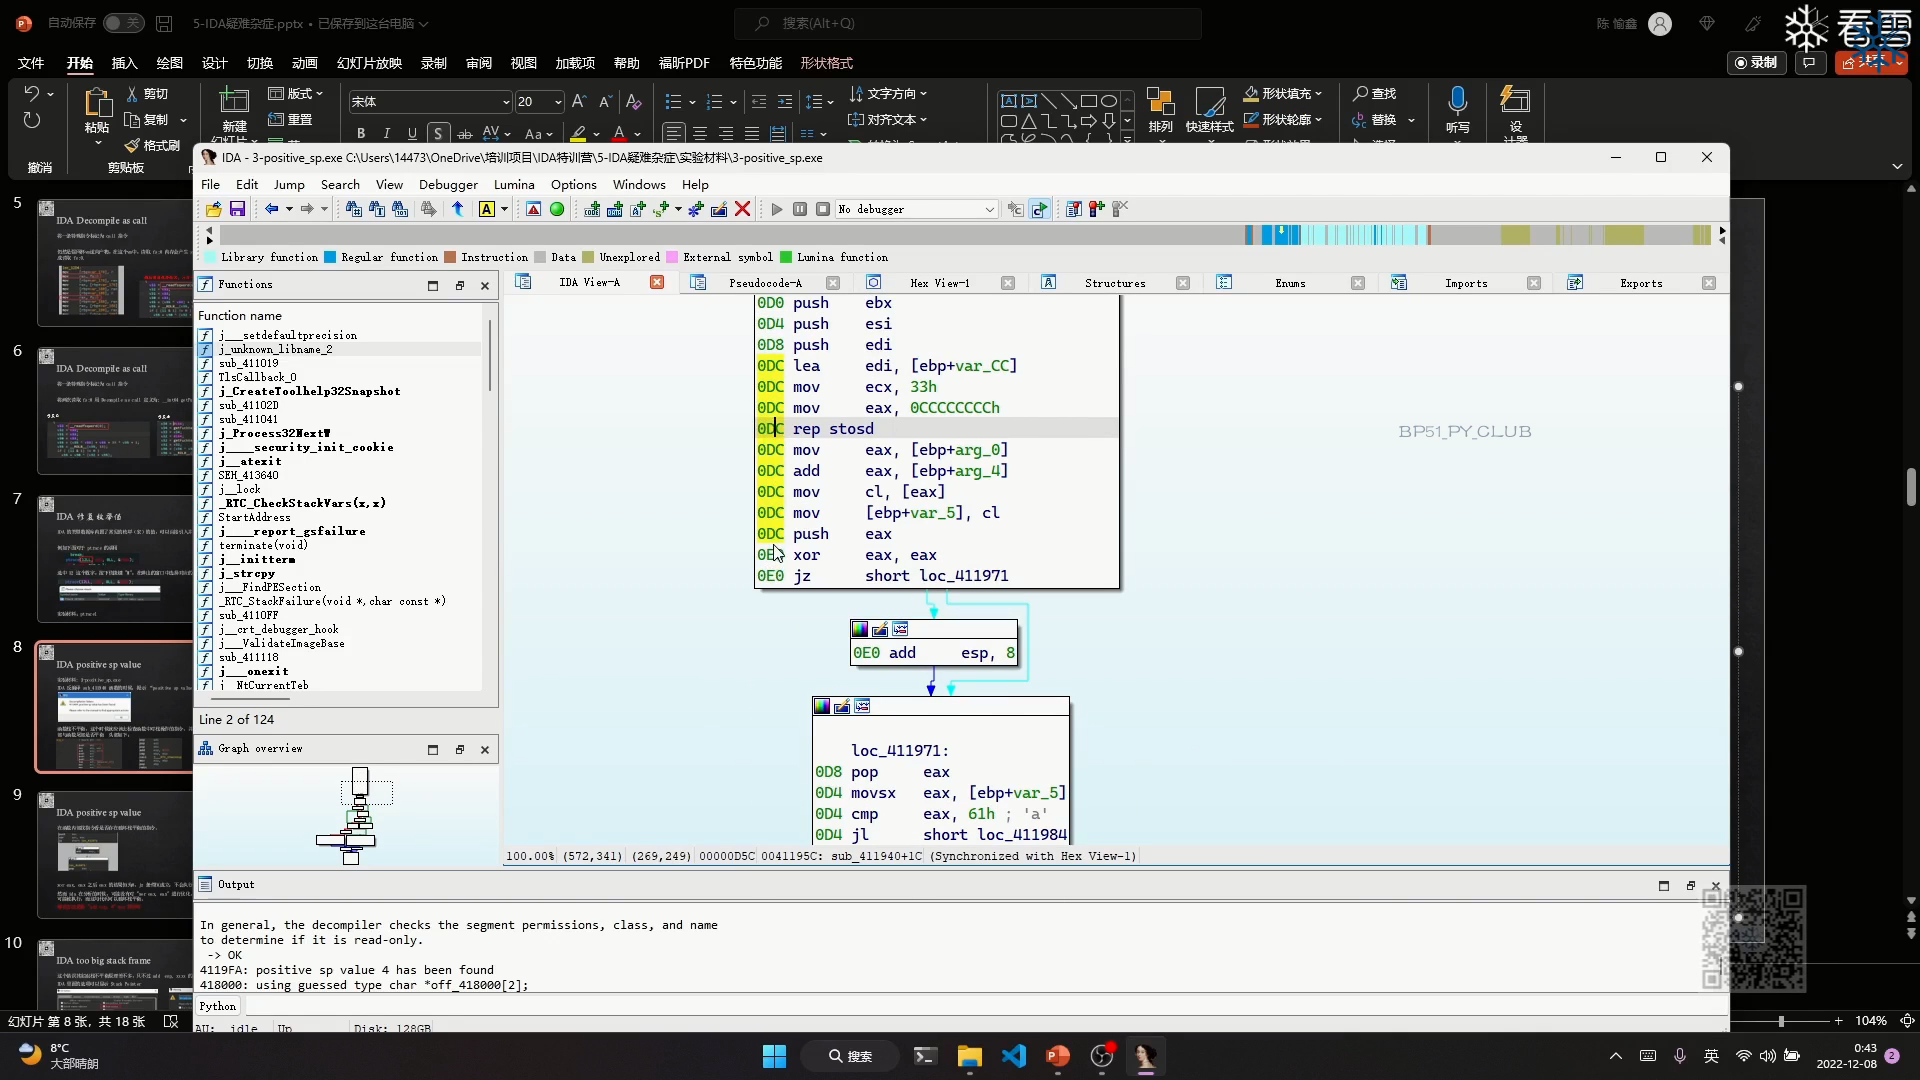 自动保存 关 5-IDA疑难杂症.pptx • 已保存到这台电脑 搜索(Alt+Q) 陈 愉鑫 看雪
文件 开始 插入 绘图 设计 切换 动画 幻灯片放映 录制 审阅 视图 加载项 帮助 福昕PDF 特色功能 形状格式 录制 共享
剪切 版式 宋体 20 文字方向 形状填充 查找
粘贴 复制 新建 重置 对齐文本 排列 快速样式 形状轮廓 替换 听写 设
格式刷 幻灯片
撤消 剪贴板
IDA - 3-positive_sp.exe C:\Users\14473\OneDrive\培训项目\IDA特训营\5-IDA疑难杂症\实验材料\3-positive_sp.exe
File Edit Jump Search View Debugger Lumina Options Windows Help
No debugger
Library function Regular function Instruction Data Unexplored External symbol Lumina function
Functions
IDA View-A Pseudocode-A Hex View-1 Structures Enums Imports Exports
Function name
j___setdefaultprecision
j_unknown_libname_2
sub_411019
TlsCallback_0
j_CreateToolhelp32Snapshot
sub_41102D
sub_411041
j_Process32NextW
j____security_init_cookie
j__atexit
SEH_413640
j__lock
_RTC_CheckStackVars(x,x)
StartAddress
j____report_gsfailure
terminate(void)
j__initterm
j_strcpy
j___FindPESection
_RTC_StackFailure(void *,char const *)
sub_4110FF
j__crt_debugger_hook
j___ValidateImageBase
sub_411118
j___onexit
j__NtCurrentTeb
Line 2 of 124
Graph overview
0D0 push ebx
0D4 push esi
0D8 push edi
0DC lea edi, [ebp+var_CC]
0DC mov ecx, 33h
0DC mov eax, 0CCCCCCCCh
0DC rep stosd
0DC mov eax, [ebp+arg_0]
0DC add eax, [ebp+arg_4]
0DC mov cl, [eax]
0DC mov [ebp+var_5], cl
0DC push eax
0E0 xor eax, eax
0E0 jz short loc_411971
0E0 add esp, 8
loc_411971:
0D8 pop eax
0D4 movsx eax, [ebp+var_5]
0D4 cmp eax, 61h ; 'a'
0D4 jl short loc_411984
BP51_PY_CLUB
100.00% (572,341) (269,249) 00000D5C 0041195C: sub_411940+1C (Synchronized with Hex View-1)
Output
In general, the decompiler checks the segment permissions, class, and name
to determine if it is read-only.
-> OK
4119FA: positive sp value 4 has been found
418000: using guessed type char *off_418000[2];
Python
AU: idle Up Disk: 128GB
5
IDA Decompile as call
6
IDA Decompile as call
7
IDA 修复枚举值
8
IDA positive sp value
9
IDA positive sp value
10
IDA too big stack frame
幻灯片 第 8 张，共 18 张 104%
8°C
大部晴朗
搜索
英
0:43
2022-12-08 2